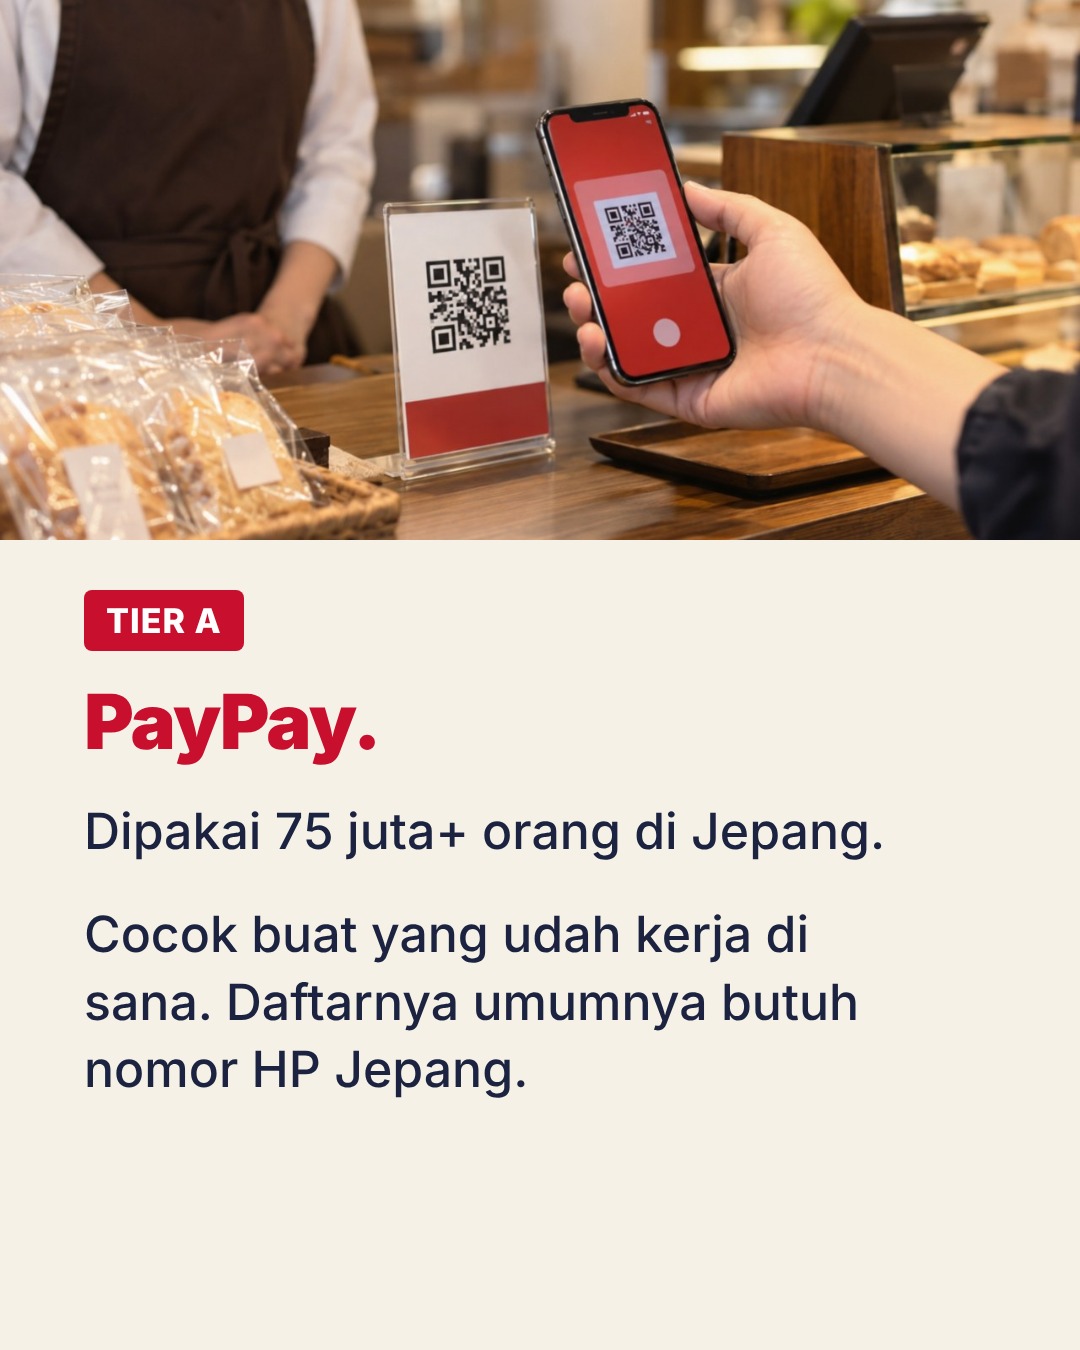 TIER A
PayPay.
Dipakai 75 juta+ orang di Jepang.
Cocok buat yang udah kerja di
sana. Daftarnya umumnya butuh
nomor HP Jepang.